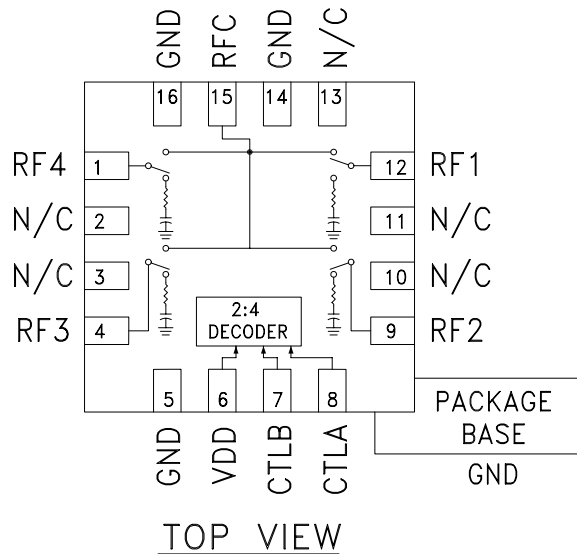 GND
RFC
GND
N/C
16
15
14
13
RF4
1
12
RF1
N/C
2
11
N/C
N/C
3
10
N/C
RF3
4
2:4
DECODER
9
RF2
5
6
7
8
GND
VDD
CTLB
CTLA
PACKAGE
BASE
GND
TOP VIEW